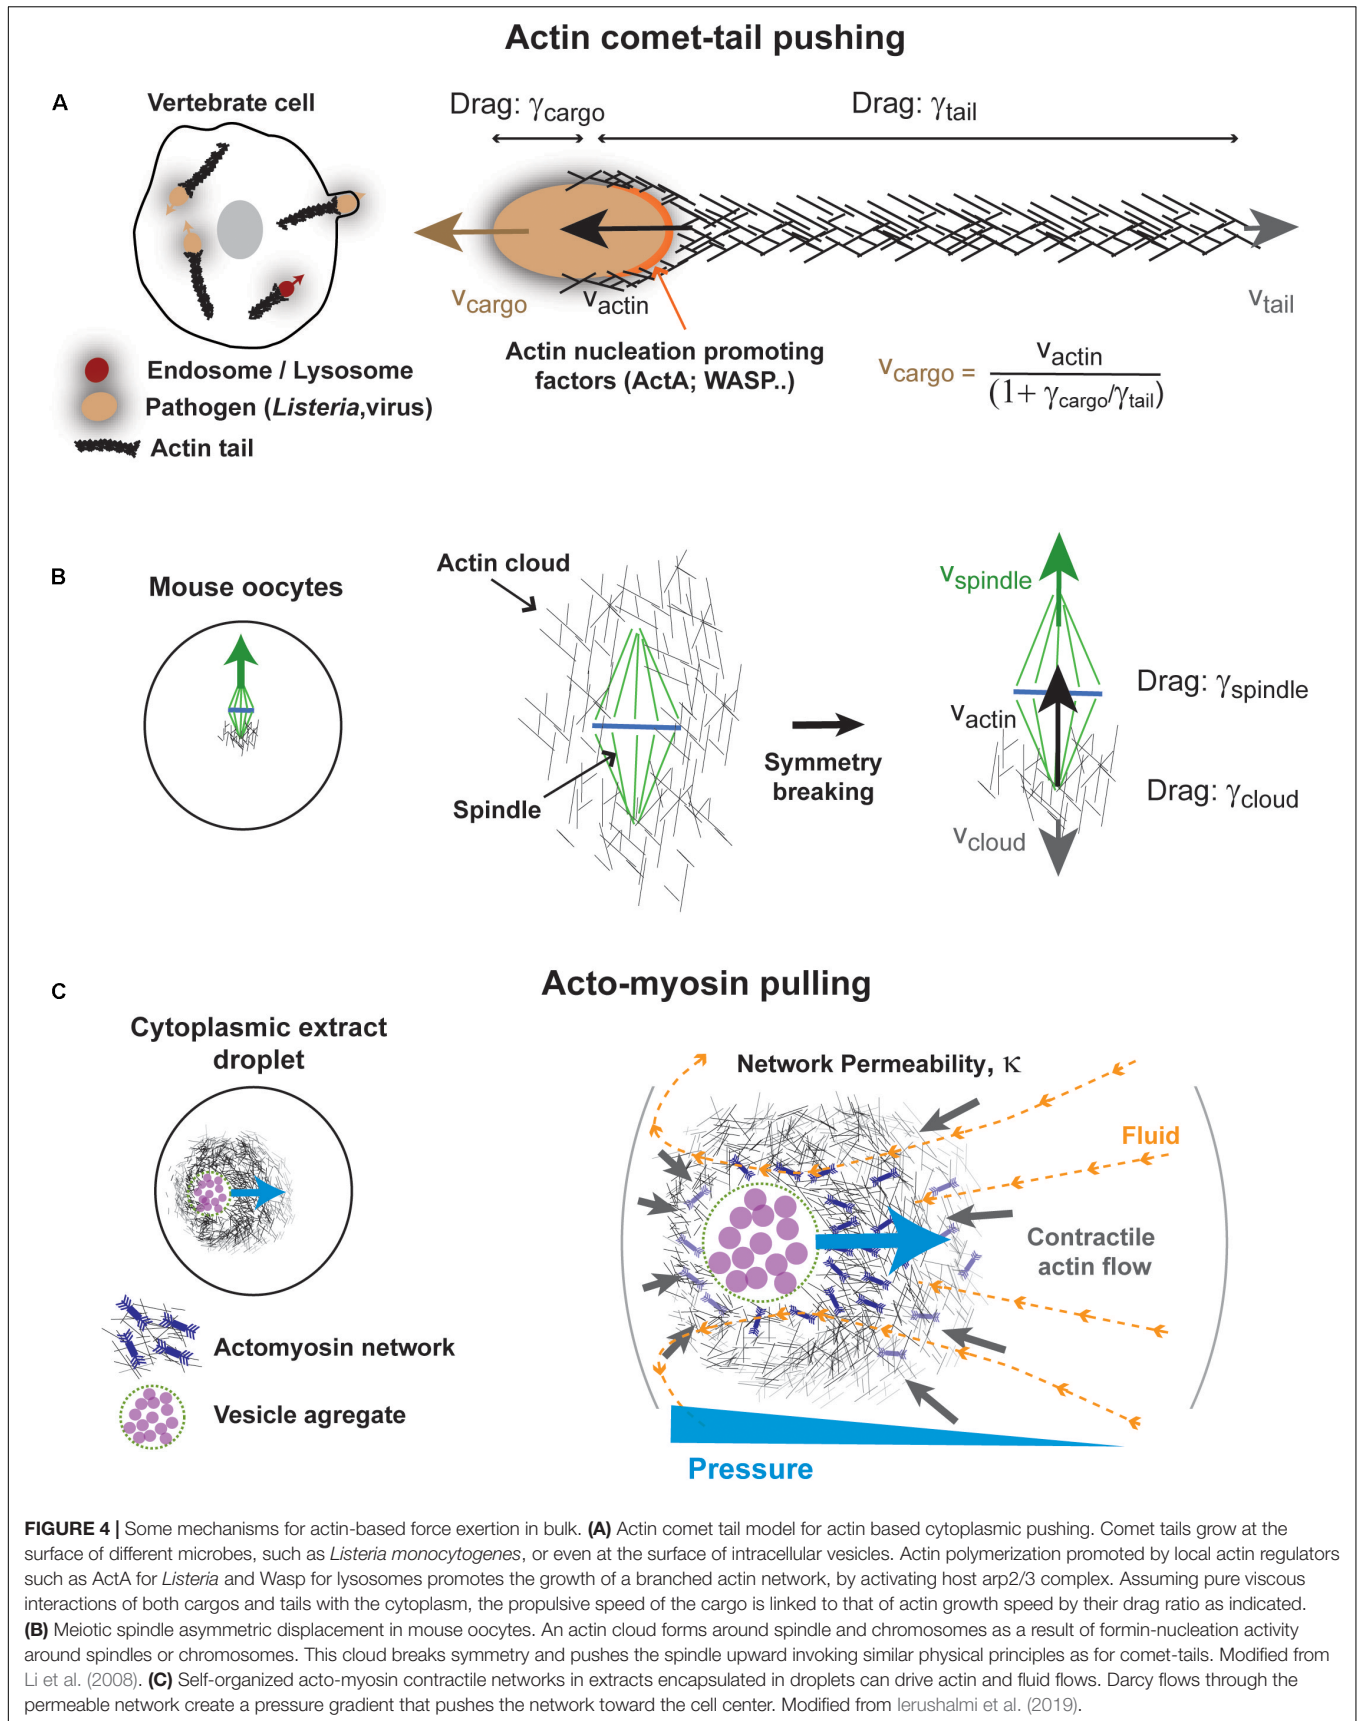 Actin comet-tail pushing
A
Vertebrate cell
Drag: γcargo
Drag: γtail
vcargo
vactin
vtail
Actin nucleation promoting
factors (ActA; WASP..)
vcargo = vactin / (1+ γcargo/γtail)
Endosome / Lysosome
Pathogen (Listeria,virus)
Actin tail
B
Mouse oocytes
Actin cloud
Spindle
Symmetry
breaking
vspindle
vactin
vcloud
Drag: γspindle
Drag: γcloud
Acto-myosin pulling
C
Cytoplasmic extract
droplet
Actomyosin network
Vesicle agregate
Network Permeability, κ
Fluid
Contractile
actin flow
Pressure
FIGURE 4 | Some mechanisms for actin-based force exertion in bulk. (A) Actin comet tail model for actin based cytoplasmic pushing. Comet tails grow at the
surface of different microbes, such as Listeria monocytogenes, or even at the surface of intracellular vesicles. Actin polymerization promoted by local actin regulators
such as ActA for Listeria and Wasp for lysosomes promotes the growth of a branched actin network, by activating host arp2/3 complex. Assuming pure viscous
interactions of both cargos and tails with the cytoplasm, the propulsive speed of the cargo is linked to that of actin growth speed by their drag ratio as indicated.
(B) Meiotic spindle asymmetric displacement in mouse oocytes. An actin cloud forms around spindle and chromosomes as a result of formin-nucleation activity
around spindles or chromosomes. This cloud breaks symmetry and pushes the spindle upward invoking similar physical principles as for comet-tails. Modified from
Li et al. (2008). (C) Self-organized acto-myosin contractile networks in extracts encapsulated in droplets can drive actin and fluid flows. Darcy flows through the
permeable network create a pressure gradient that pushes the network toward the cell center. Modified from Ierushalmi et al. (2019).